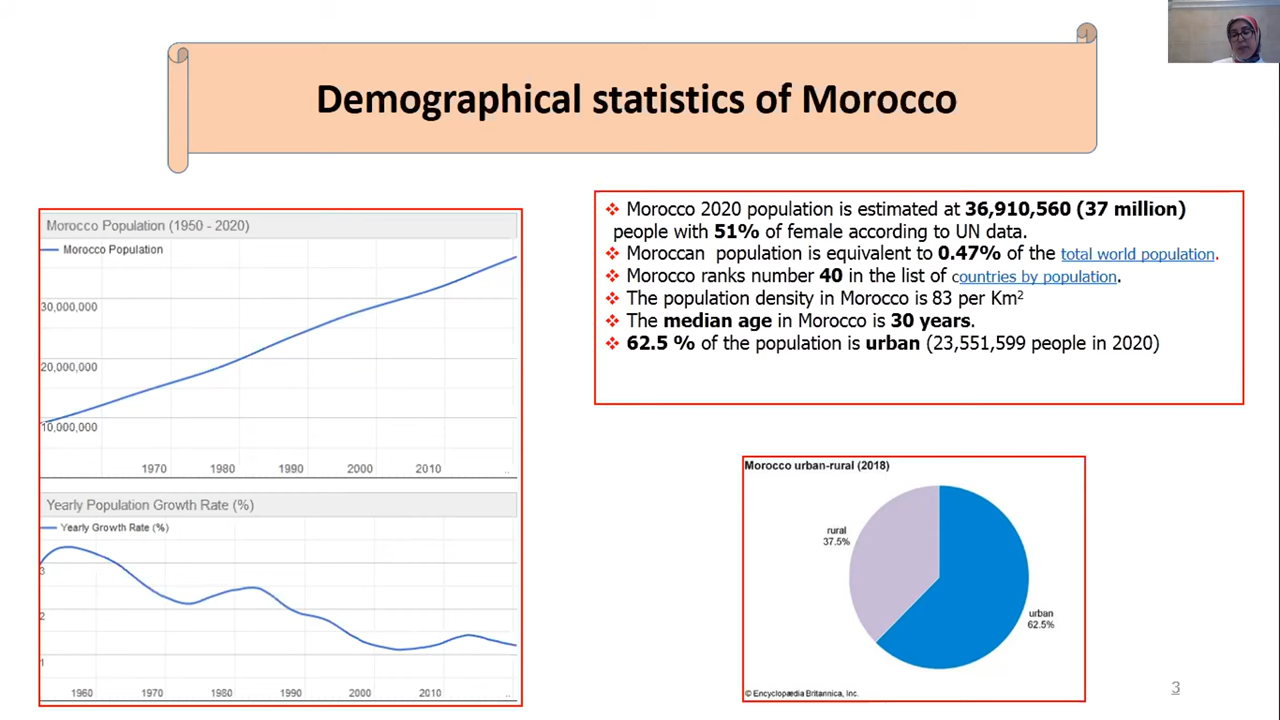 Demographical statistics of Morocco
Morocco Population (1950 - 2020)
Morocco Population
30,000,000
20,000,000
10,000,000
1970 1980 1990 2000 2010 ..
Yearly Population Growth Rate (%)
Yearly Growth Rate (%)
3
2
1
1960 1970 1980 1990 2000 2010 ..
❖ Morocco 2020 population is estimated at 36,910,560 (37 million)
people with 51% of female according to UN data.
❖ Moroccan population is equivalent to 0.47% of the total world population.
❖ Morocco ranks number 40 in the list of countries by population.
❖ The population density in Morocco is 83 per Km²
❖ The median age in Morocco is 30 years.
❖ 62.5 % of the population is urban (23,551,599 people in 2020)
Morocco urban-rural (2018)
rural
37.5%
urban
62.5%
© Encyclopædia Britannica, Inc.
3